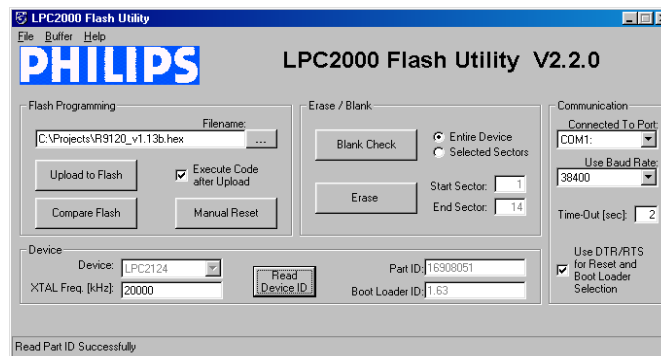 LPC2000 Flash Utility
File Buffer Help
PHILIPS
LPC2000 Flash Utility V2.2.0
Flash Programming
Filename:
C:\Projects\R9120_v1.13b.hex
...
Upload to Flash
Execute Code
after Upload
Compare Flash
Manual Reset
Erase / Blank
Blank Check
Entire Device
Selected Sectors
Erase
Start Sector: 1
End Sector: 14
Communication
Connected To Port:
COM1:
Use Baud Rate:
38400
Time-Out [sec]: 2
Use DTR/RTS
for Reset and
Boot Loader
Selection
Device
Device: LPC2124
XTAL Freq. [kHz]: 20000
Read
Device ID
Part ID: 16908051
Boot Loader ID: 1.63
Read Part ID Successfully